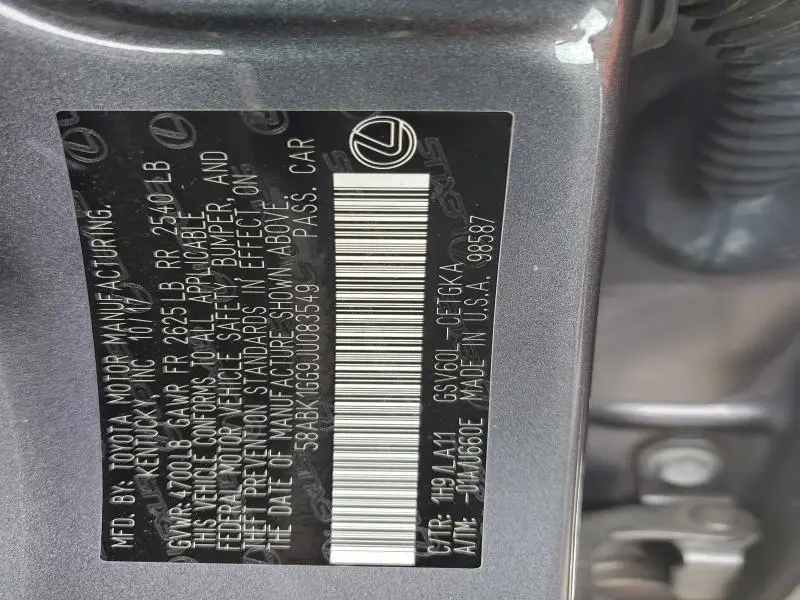 MFD. BY: TOYOTA MOTOR MANUFACTURING.
KENTUCKY, INC 10/17
GVWR 4700LB GAWR FR 2625LB RR 2540LB
THIS VEHICLE CONFORMS TO ALL APPLICABLE
FEDERAL MOTOR VEHICLE SAFETY, BUMPER, AND
THEFT PREVENTION STANDARDS IN EFFECT ON
THE DATE OF MANUFACTURE SHOWN ABOVE.
58ABK1GG9JU083549 PASS. CAR
C/TR: 1H9/LA11 GSV60L-CETGKA
A/TM: -01A/U660E MADE IN U.S.A. 98587